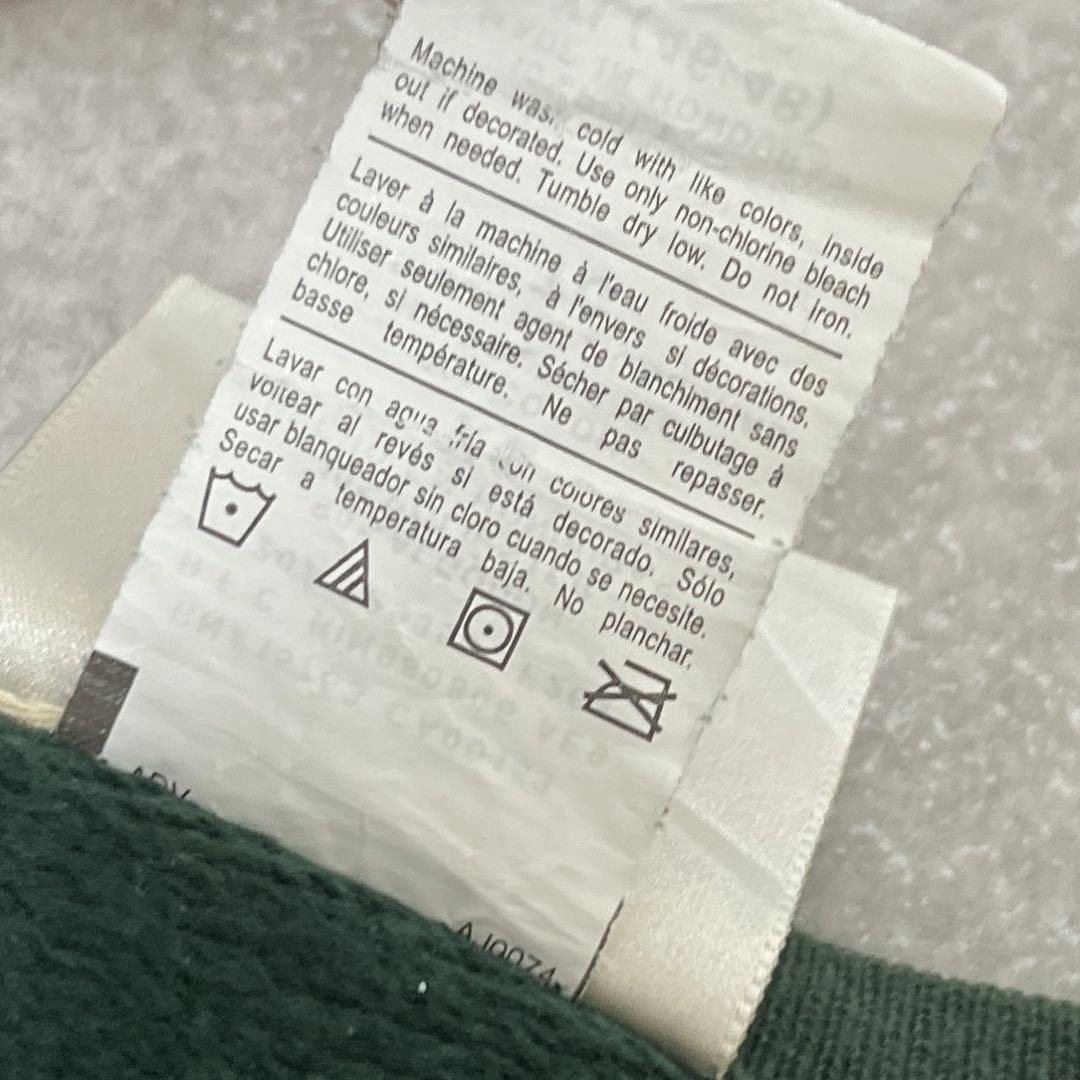 Machine was. cold with like colors, inside
out if decorated. Use only non-chlorine bleach
when needed. Tumble dry low. Do not iron.
Laver à la machine à l'eau froide avec des
couleurs similaires, à l'envers si décorations.
Utiliser seulement agent de blanchiment sans
chlore, si nécessaire. Sécher par culbutage à
basse température. Ne pas repasser.
Lavar con agua fría con colores similares,
voltear al revés si está decorado. Sólo
usar blanqueador sin cloro cuando se necesite.
Secar a temperatura baja. No planchar.